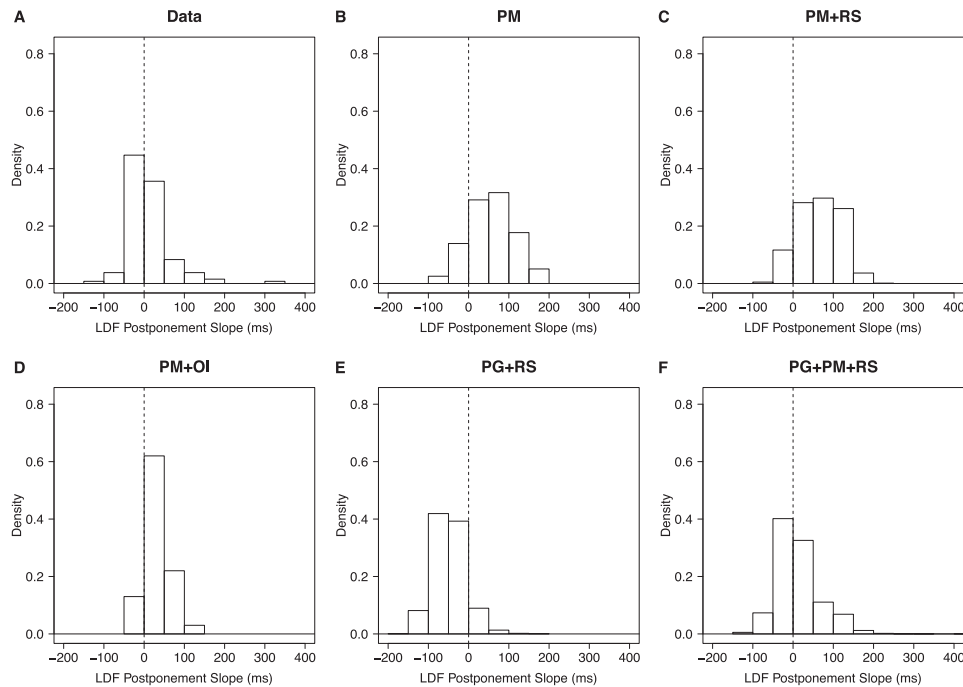 A Data
B PM
C PM+RS
Density
0.8
0.6
0.4
0.2
0.0
−200 −100 0 100 200 300 400
LDF Postponement Slope (ms)
Density
0.8
0.6
0.4
0.2
0.0
−200 −100 0 100 200 300 400
LDF Postponement Slope (ms)
Density
0.8
0.6
0.4
0.2
0.0
−200 −100 0 100 200 300 400
LDF Postponement Slope (ms)
D PM+OI
E PG+RS
F PG+PM+RS
Density
0.8
0.6
0.4
0.2
0.0
−200 −100 0 100 200 300 400
LDF Postponement Slope (ms)
Density
0.8
0.6
0.4
0.2
0.0
−200 −100 0 100 200 300 400
LDF Postponement Slope (ms)
Density
0.8
0.6
0.4
0.2
0.0
−200 −100 0 100 200 300 400
LDF Postponement Slope (ms)